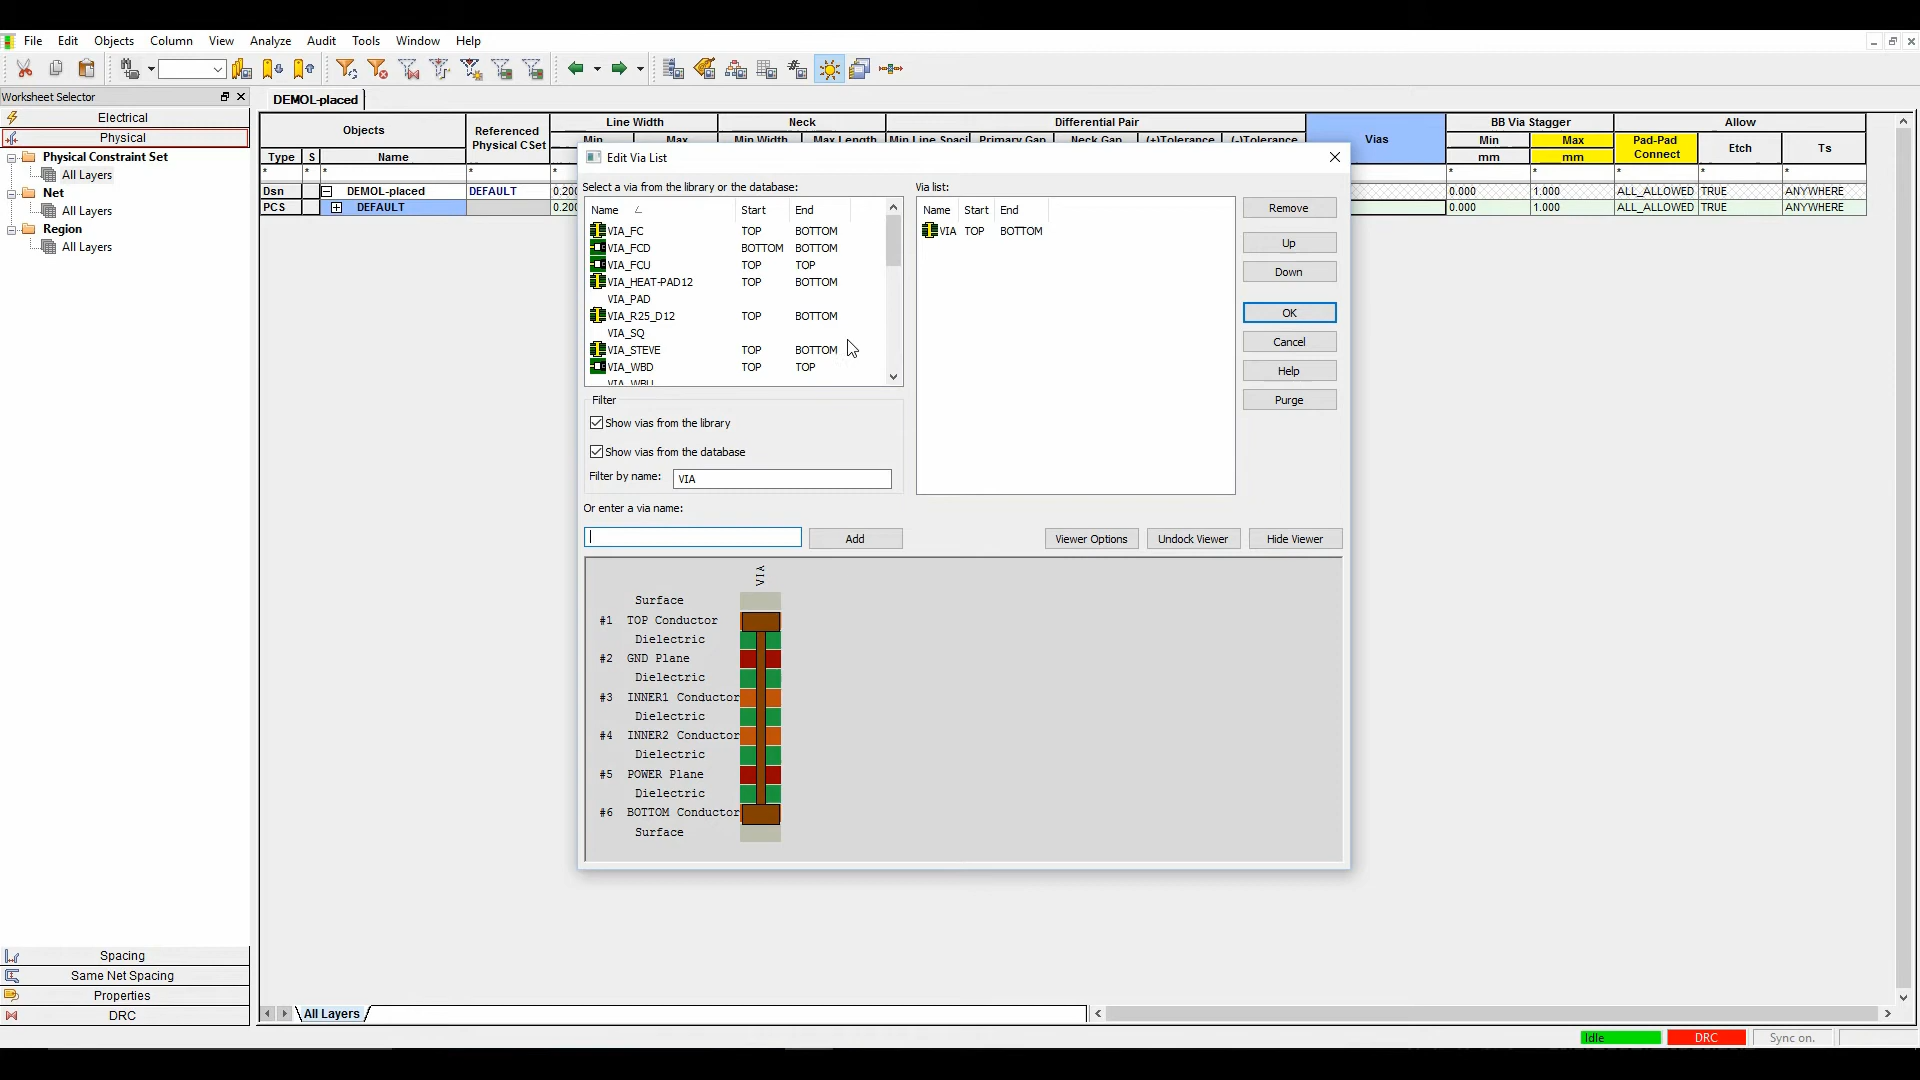 File Edit Objects Column View Analyze Audit Tools Window Help
Worksheet Selector
Electrical
Physical
Physical Constraint Set
All Layers
Net
All Layers
Region
All Layers
Spacing
Same Net Spacing
Properties
DRC
DEMOL-placed
Objects Referenced Physical CSet Line Width Neck Differential Pair Vias BB Via Stagger Allow
Min Max Min Width Max Length Min Line Spaci Primary Gap Neck Gap (+)Tolerance (-)Tolerance Min Max Pad-Pad Connect Etch Ts
Type S Name mm mm
* * * * * * * * * *
Dsn DEMOL-placed DEFAULT 0.200 0.000 1.000 ALL_ALLOWED TRUE ANYWHERE
PCS DEFAULT 0.200 0.000 1.000 ALL_ALLOWED TRUE ANYWHERE
Edit Via List
Select a via from the library or the database:
Name Start End
VIA_FC TOP BOTTOM
VIA_FCD BOTTOM BOTTOM
VIA_FCU TOP TOP
VIA_HEAT-PAD12 TOP BOTTOM
VIA_PAD
VIA_R25_D12 TOP BOTTOM
VIA_SQ
VIA_STEVE TOP BOTTOM
VIA_WBD TOP TOP
VIA_WBU
Filter
Show vias from the library
Show vias from the database
Filter by name: VIA
Or enter a via name:
Add
Via list:
Name Start End
VIA TOP BOTTOM
Remove
Up
Down
OK
Cancel
Help
Purge
Viewer Options Undock Viewer Hide Viewer
VIA
Surface
#1 TOP Conductor
Dielectric
#2 GND Plane
Dielectric
#3 INNER1 Conductor
Dielectric
#4 INNER2 Conductor
Dielectric
#5 POWER Plane
Dielectric
#6 BOTTOM Conductor
Surface
All Layers
Idle DRC Sync on.